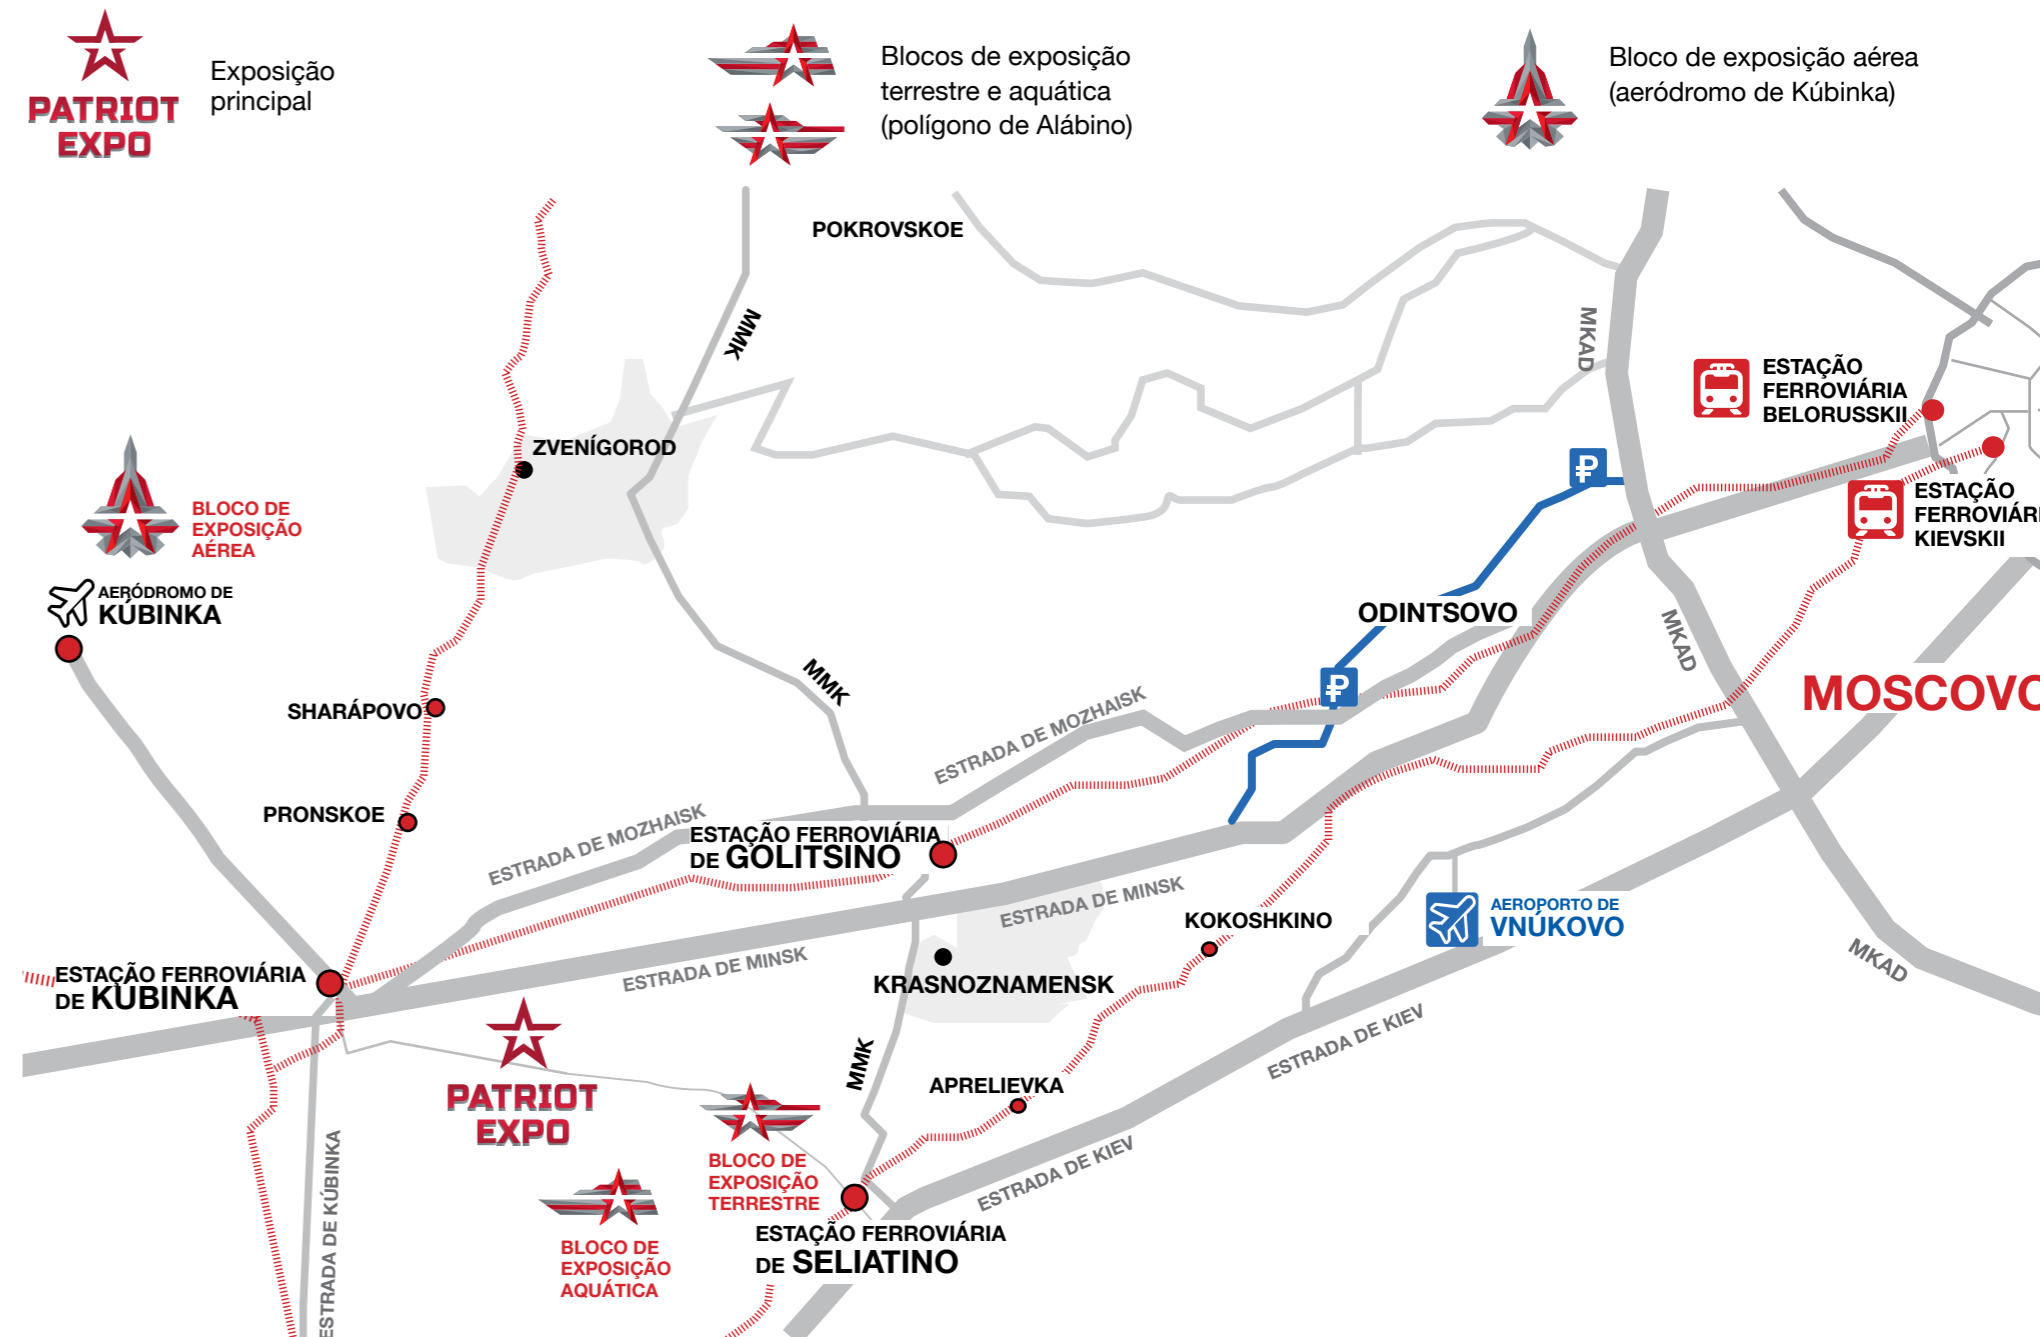 PATRIOT
EXPO
Exposição
principal
Blocos de exposição
terrestre e aquática
(polígono de Alábino)
Bloco de exposição aérea
(aeródromo de Kúbinka)
POKROVSKOE
MMK
MKAD
ESTAÇÃO
FERROVIÁRIA
BELORUSSKII
ZVENÍGOROD
₽
ESTAÇÃO
FERROVIÁRI
KIEVSKII
BLOCO DE
EXPOSIÇÃO
AÉREA
AERÓDROMO DE
KÚBINKA
ODINTSOVO
MKAD
MMK
₽
MOSCOVO
SHARÁPOVO
ESTRADA DE MOZHAISK
PRONSKOE
ESTRADA DE MOZHAISK
ESTAÇÃO FERROVIÁRIA
DE GOLITSINO
ESTRADA DE MINSK
KOKOSHKINO
AEROPORTO DE
VNÚKOVO
MKAD
ESTRADA DE MINSK
KRASNOZNAMENSK
ESTAÇÃO FERROVIÁRIA
DE KÚBINKA
ESTRADA DE KIEV
MMK
APRELIEVKA
PATRIOT
EXPO
ESTRADA DE KIEV
BLOCO DE
EXPOSIÇÃO
TERRESTRE
ESTRADA DE KÚBINKA
BLOCO DE
EXPOSIÇÃO
AQUÁTICA
ESTAÇÃO FERROVIÁRIA
DE SELIATINO